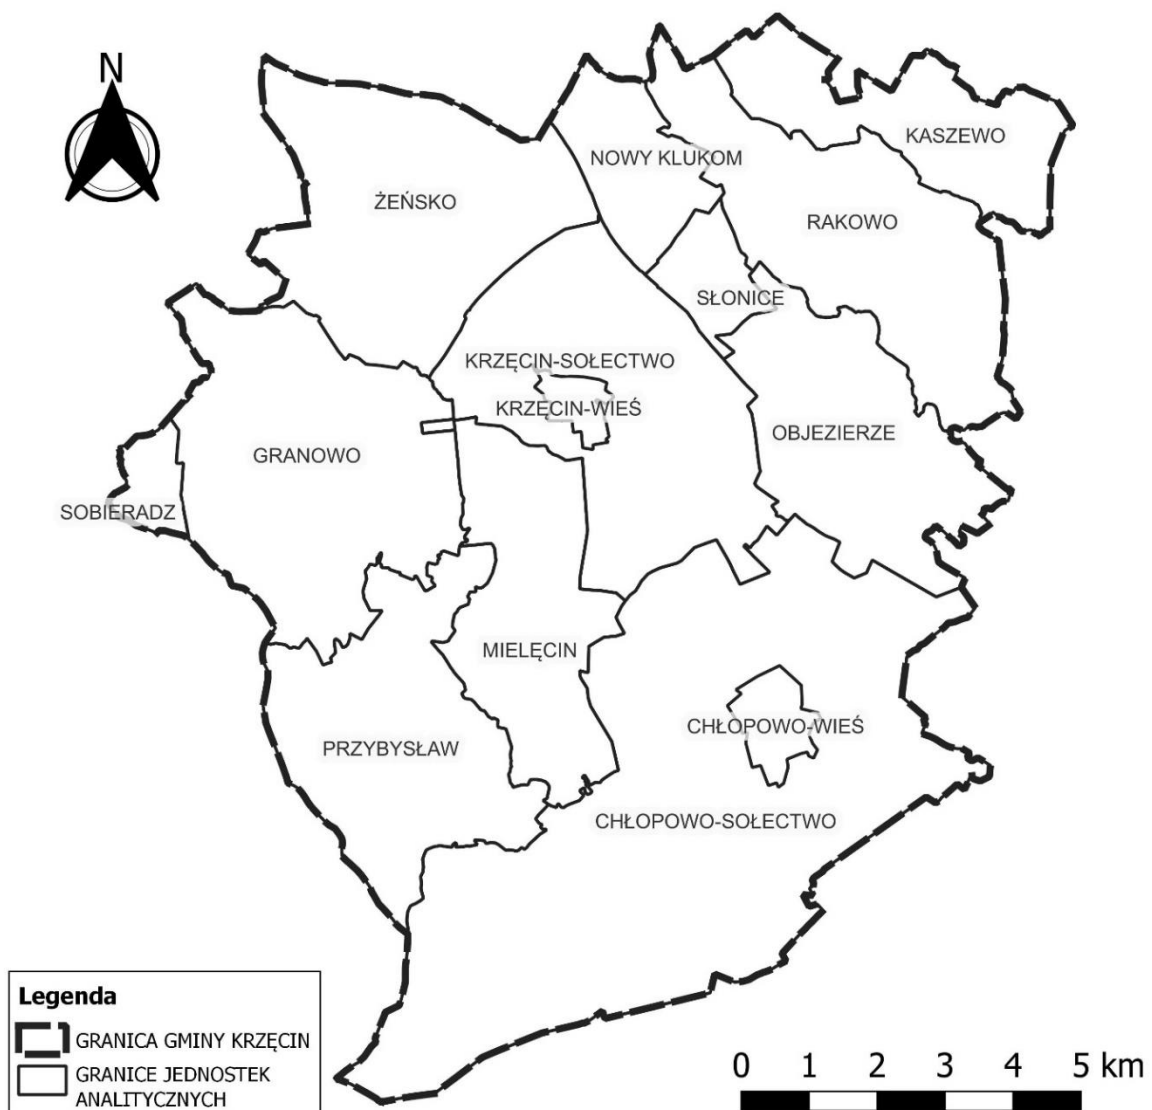 N
KASZEWO
NOWY KLUKOM
ŻEŃSKO
RAKOWO
SŁONICE
KRZĘCIN-SOŁECTWO
KRZĘCIN-WIEŚ
OBJEZIERZE
GRANOWO
SOBIERADZ
MIELĘCIN
CHŁOPOWO-WIEŚ
PRZYBYSŁAW
CHŁOPOWO-SOŁECTWO
Legenda
GRANICA GMINY KRZĘCIN
GRANICE JEDNOSTEK
ANALITYCZNYCH
0 1 2 3 4 5 km